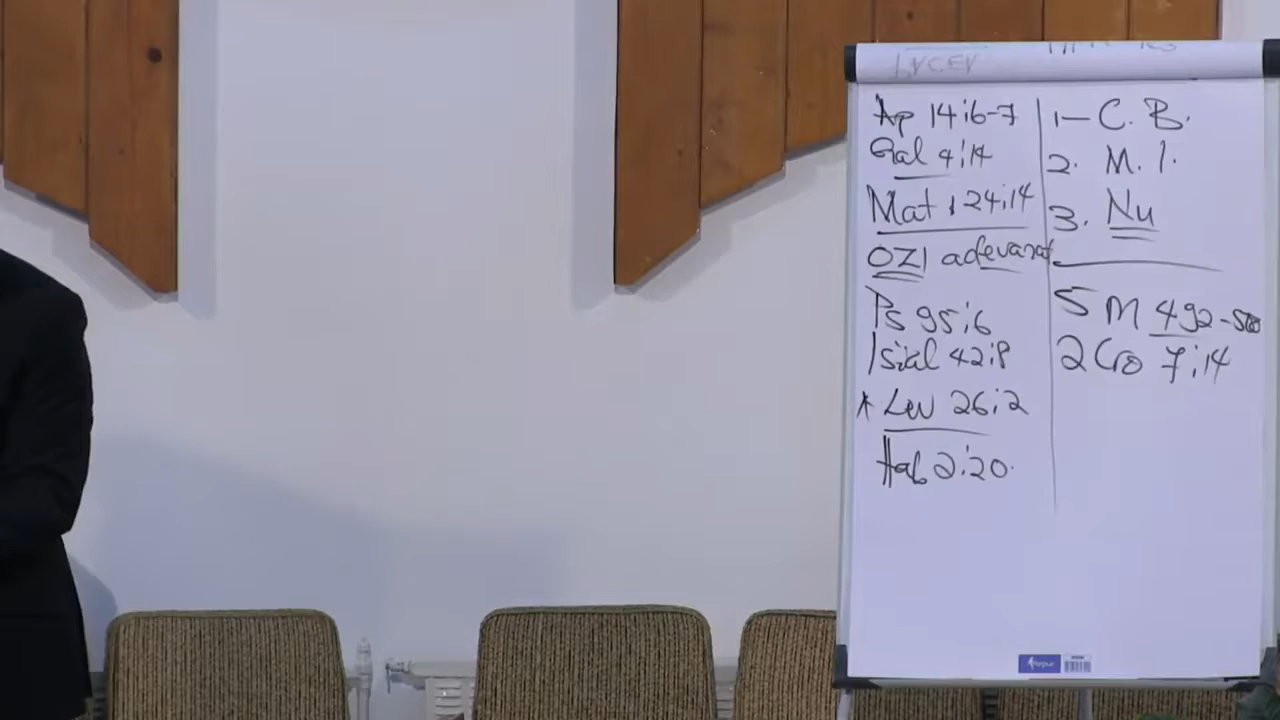 LVCEV
Ap 14:6-7
Gal 4:14
Mat 24:14
OZI adevarat
Ps 95:6
Isaia 42:8
* Lev 26:2
Hab 2:20.
1- C. B.
2. M. I.
3. Nu
5 M 492-500
2 Cro 7:14